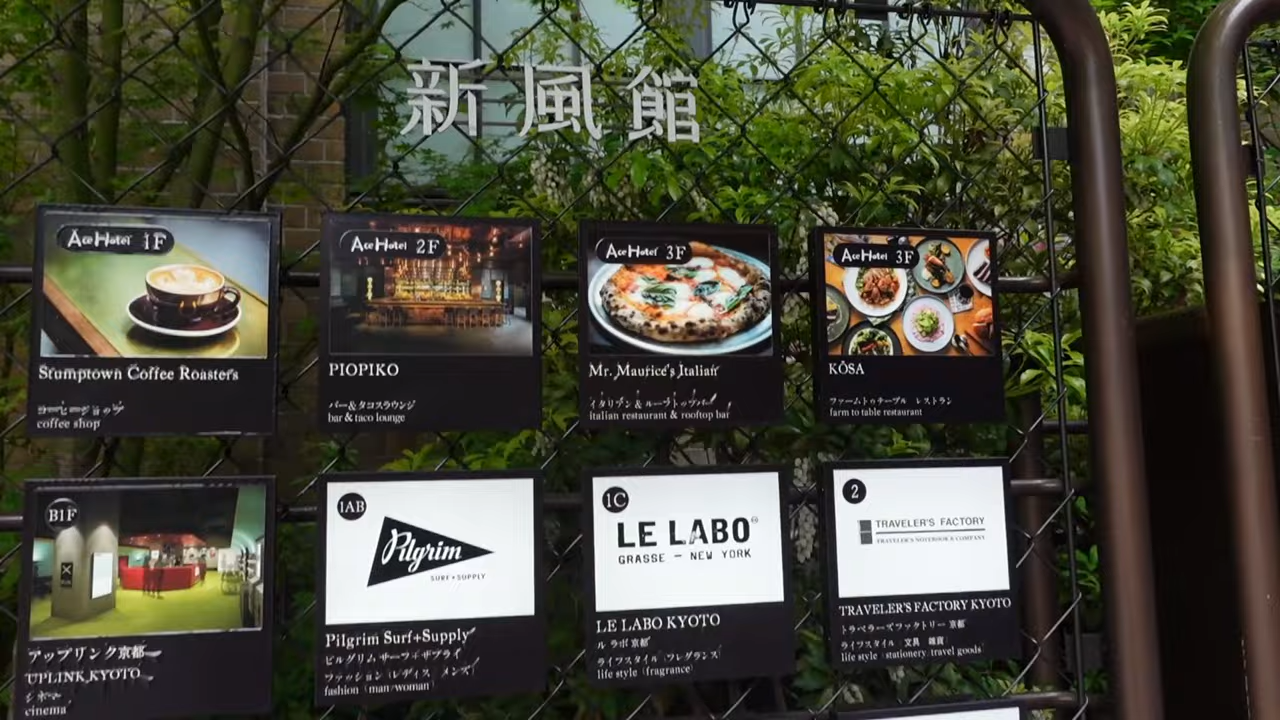 新風館
Ace Hotel 1F
Stumptown Coffee Roasters
coffee shop
Ace Hotel 2F
PIOPIKO
バー&タコスラウンジ
bar & taco lounge
Ace Hotel 3F
Mr. Maurice's Italian
イタリアン&ルーフトップバー
italian restaurant & rooftop bar
Ace Hotel 3F
KŌSA
ファームトゥテーブル レストラン
farm to table restaurant
B1F
アップリンク京都
UPLINK KYOTO
シネマ
cinema
1AB
Pilgrim
SURF+SUPPLY
Pilgrim Surf+Supply
ピルグリム サーフ+サプライ
ファッション(レディス メンズ)
fashion (man/woman)
1C
LE LABO
GRASSE — NEW YORK
LE LABO KYOTO
ル ラボ 京都
ライフスタイル(フレグランス)
life style (fragrance)
2
TRAVELER'S FACTORY
TRAVELER'S NOTEBOOK & COMPANY
TRAVELER'S FACTORY KYOTO
トラベラーズファクトリー 京都
ライフスタイル(文具 雑貨)
life style (stationery travel goods)